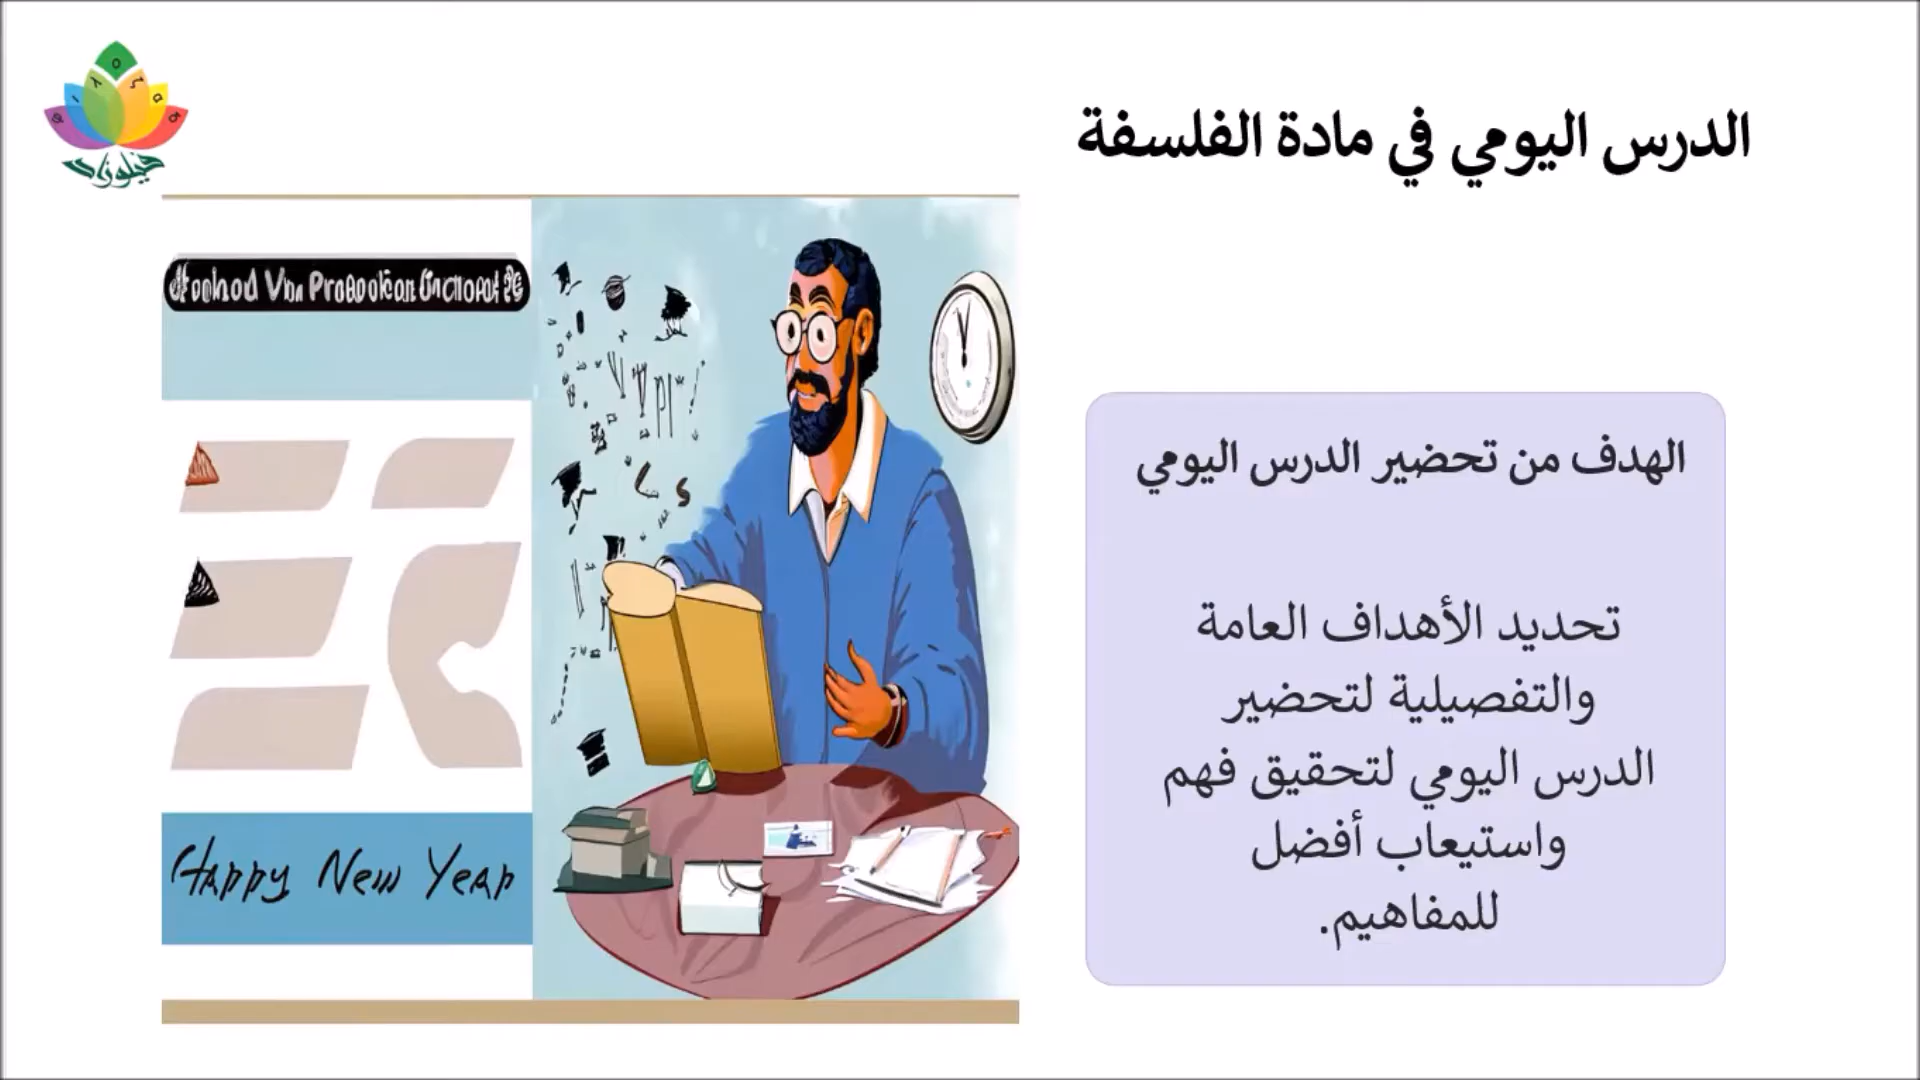 الدرس اليومي في مادة الفلسفة
الهدف من تحضير الدرس اليومي
تحديد الأهداف العامة
والتفصيلية لتحضير
الدرس اليومي لتحقيق فهم
واستيعاب أفضل
للمفاهيم.
Happy New Year